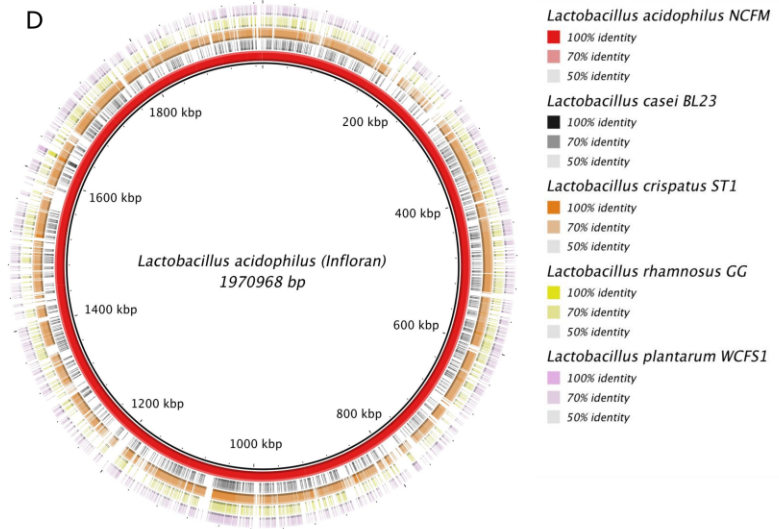 D
Lactobacillus acidophilus (Infloran)
1970968 bp
200 kbp
400 kbp
600 kbp
800 kbp
1000 kbp
1200 kbp
1400 kbp
1600 kbp
1800 kbp
Lactobacillus acidophilus NCFM
100% identity
70% identity
50% identity
Lactobacillus casei BL23
100% identity
70% identity
50% identity
Lactobacillus crispatus ST1
100% identity
70% identity
50% identity
Lactobacillus rhamnosus GG
100% identity
70% identity
50% identity
Lactobacillus plantarum WCFS1
100% identity
70% identity
50% identity